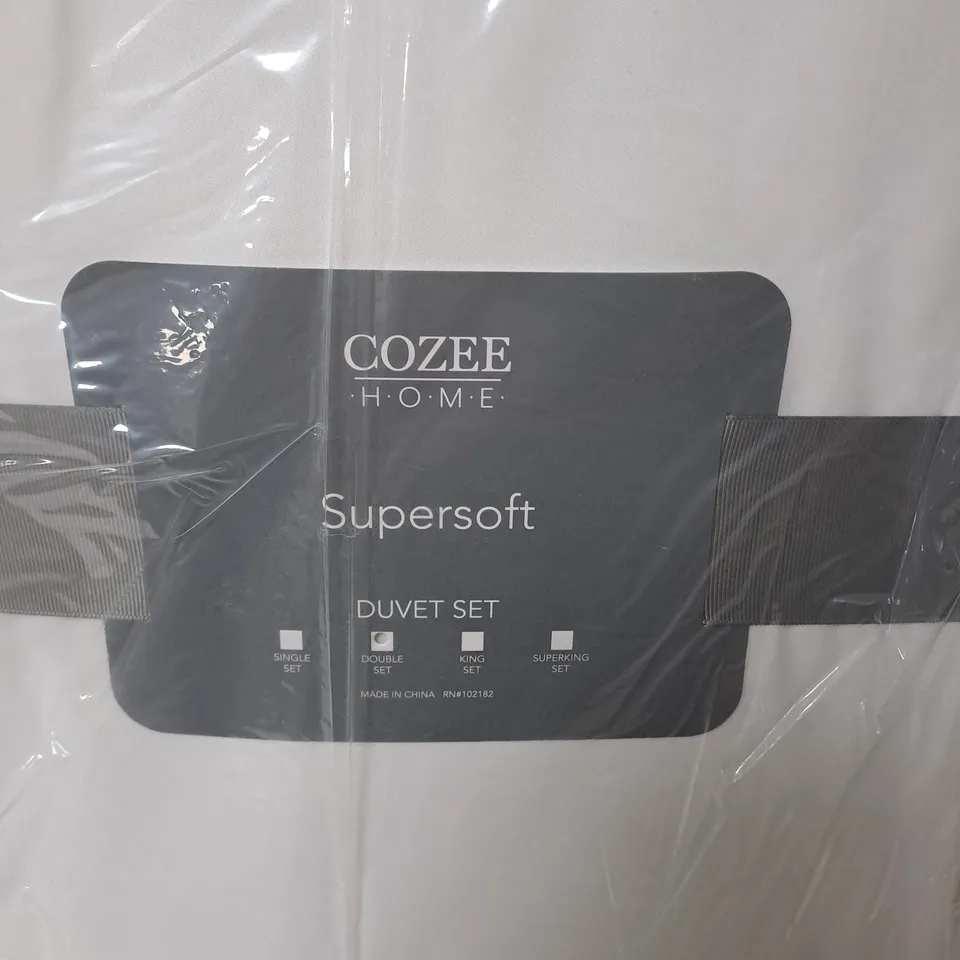 COZEE
·H·O·M·E·
Supersoft
DUVET SET
SINGLE SET
DOUBLE SET
KING SET
SUPERKING SET
MADE IN CHINA RN#102182